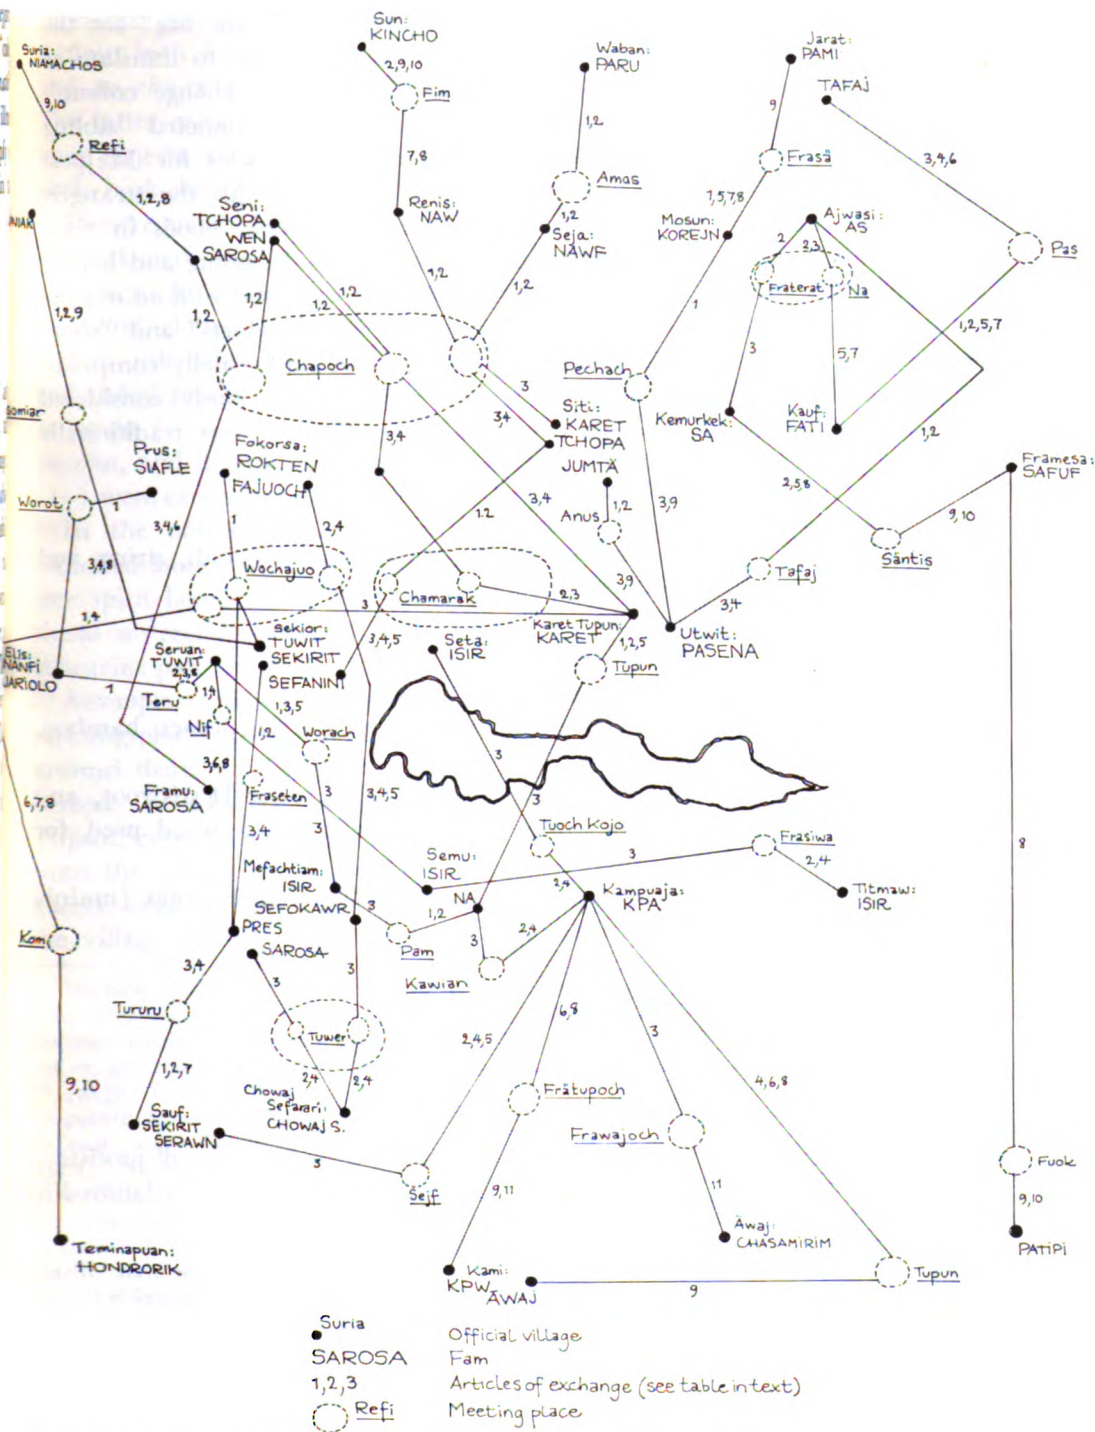 Sun:
KINCHO
Suria:
NIAMACHOS
Waban:
PARU
Jarat:
PAMI
TAFAJ
2,9,10
9,10
Fim
9
1,2
Refi
7,8
Frasä
3,4,6
Amas
1,2,8
Seni:
TCHOPA
WEN
SAROSA
Renis:
NAW
1,2
Seja:
NAWF
1,5,7,8
Mosun:
KOREJN
Ajwasi:
AS
2
2,3
Pas
Fraterat
Na
1,2
1,2
1,2
1,2
1,2
1,2
1,2,9
1
1,2,5,7
Chapoch
Pechach
3
5,7
3
Siti:
KARET
TCHOPA
JUMTÄ
Kemurkek:
SA
Kauf:
FATI
3,4
3,4
1,2
Prus:
SIAFLE
Fokorsa:
ROKTEN
FAJUOCH
Framesa:
SAFUF
Worot
1
3,4,6
1
2,4
1.2
3,4
1,2
Anus
3,9
2,5,8
9,10
Säntis
3,4,8
Wochajuo
Chamarak
2,3
3,9
Tafaj
3,4
1,4
3
3,4,5
Seta:
ISIR
Karet Tupun:
KARET
1,2,5
Utwit:
PASENA
Elis:
NANFI
JARIOLO
Seruan:
TUWIT
sekior:
TUWIT
SEKIRIT
SEFANINI
Tupun
1
2,3,8
Teru
1,4
Nif
1,3,5
1,2
Worach
3
3,6,8
Framu:
SAROSA
Fraseten
3
3,4,5
3
6,7,8
3,4
3
Tuoch Kojo
Frasiwa
8
Mefachtiam:
ISIR
Semu:
ISIR
3
2,4
2,4
SEFOKAWR
3
NA
Kampuaja:
KPA
Titmaw:
ISIR
1,2
PRES
SAROSA
Pam
3
2,4
Kom
3,4
3
3
Kawian
Tururu
Tuwer
2,4,5
6,8
3
4,6,8
1,2,7
2,4
2,4
9,10
Chowaj
Sefarari:
CHOWAJ S.
Frätupoch
Frawajoch
Sauf:
SEKIRIT
SERAWN
3
Sejf
9,11
11
Fuok
9,10
Teminapuan:
HONDRORIK
Äwaj:
CHASAMIRIM
PATIPI
Kami:
KPW
ÄWAJ
9
Tupun
Suria Official village
SAROSA Fam
1,2,3 Articles of exchange (see table in text)
Refi Meeting place